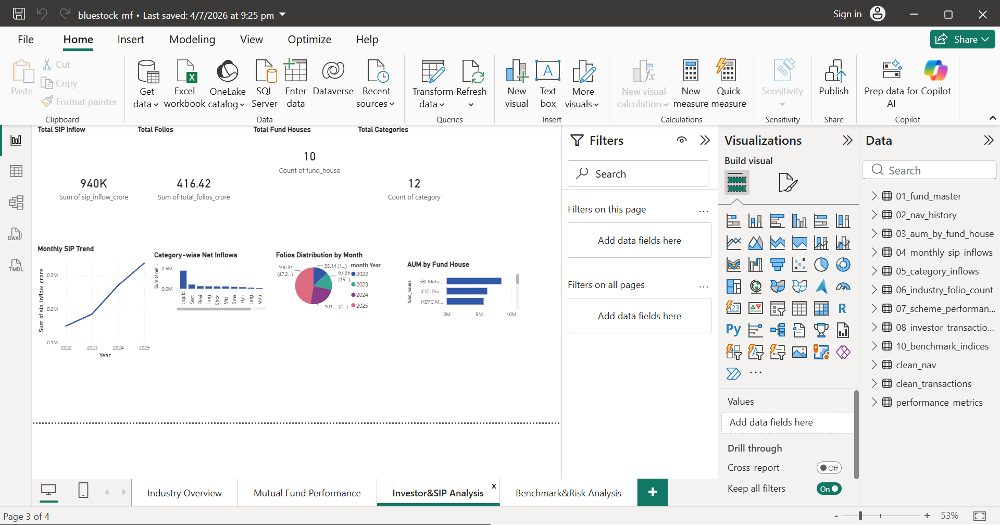 bluestock_mf • Last saved: 4/7/2026 at 9:25 pm
Sign in
File
Home
Insert
Modeling
View
Optimize
Help
Share
Paste
Cut
Copy
Format painter
Clipboard
Get data
Excel workbook
OneLake catalog
SQL Server
Enter data
Dataverse
Recent sources
Data
Transform data
Refresh
Queries
New visual
Text box
More visuals
Insert
New visual calculation
New measure
Quick measure
Calculations
Sensitivity
Sensitivity
Publish
Share
Prep data for AI
Copilot
Copilot
DAX
TMDL
Total SIP Inflow
Total Folios
Total Fund Houses
Total Categories
940K
Sum of sip_inflow_crore
416.42
Sum of total_folios_crore
10
Count of fund_house
12
Count of category
Monthly SIP Trend
Sum of sip_inflow_crore
0.3M
0.2M
0.1M
2022
2023
2024
2025
Year
Category-wise Net Inflows
Sum of net...
0.5M
0.0M
Liquid
Sect...
Flexi...
Larg...
Shor...
Mid ...
Sma...
Hyb...
Larg...
Valu...
Folios Distribution by Month
196.81 (47.2...)
55.14 (1...)
63.35 (15...)
101.... (2...)
month Year
2022
2023
2024
2025
AUM by Fund House
fund_house
SBI Mutu...
ICICI Pru...
HDFC M...
0M
5M
10M
Filters
Search
Filters on this page
...
Add data fields here
Filters on all pages
...
Add data fields here
Visualizations
Build visual
123
R
Py
...
Values
Add data fields here
Drill through
Cross-report
Off
Keep all filters
On
Data
Search
01_fund_master
02_nav_history
03_aum_by_fund_house
04_monthly_sip_inflows
05_category_inflows
06_industry_folio_count
07_scheme_performan...
08_investor_transactio...
10_benchmark_indices
clean_nav
clean_transactions
performance_metrics
Industry Overview
Mutual Fund Performance
Investor&SIP Analysis
x
Benchmark&Risk Analysis
+
Page 3 of 4
-
+
53%